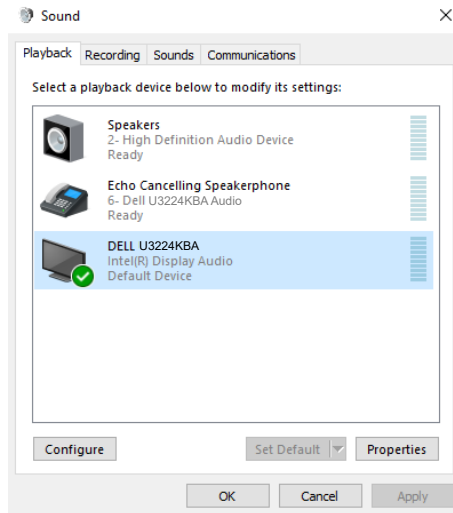 Sound
Playback Recording Sounds Communications
Select a playback device below to modify its settings:
Speakers
2- High Definition Audio Device
Ready
Echo Cancelling Speakerphone
6- Dell U3224KBA Audio
Ready
DELL U3224KBA
Intel(R) Display Audio
Default Device
Configure Set Default Properties
OK Cancel Apply